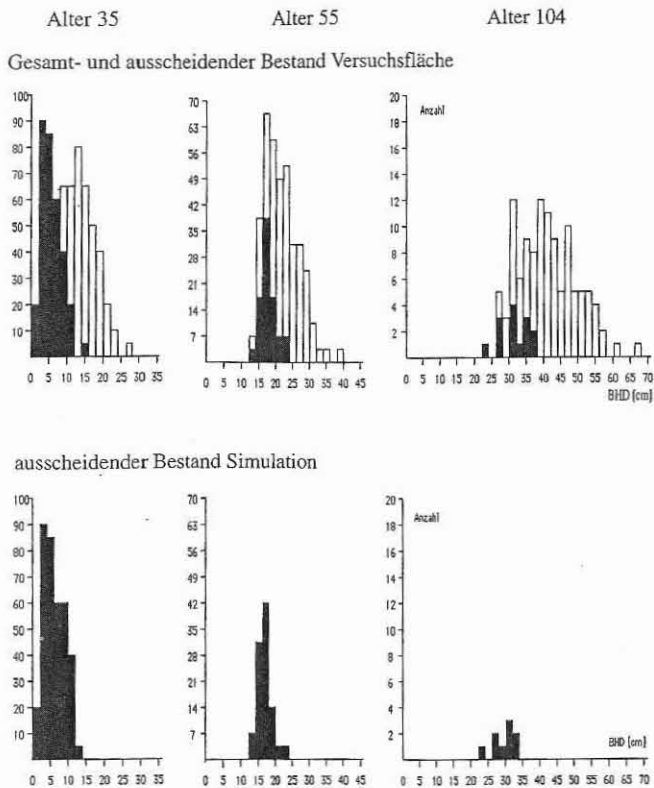 Alter 35 Alter 55 Alter 104
Gesamt- und ausscheidender Bestand Versuchsfläche
100 90 80 70 60 50 40 30 20 10
0 5 10 15 20 25 30 35
70 63 56 49 42 35 28 21 14 7
0 5 10 15 20 25 30 35 40 45
20 18 16 14 12 10 8 6 4 2
Anzahl
0 5 10 15 20 25 30 35 40 45 50 55 60 65 70
BHD [cm]
ausscheidender Bestand Simulation
100 90 80 70 60 50 40 30 20 10
0 5 10 15 20 25 30 35
70 63 56 49 42 35 28 21 14 7
0 5 10 15 20 25 30 35 40 45
20 18 16 14 12 10 8 6 4 2
Anzahl
BHD [cm]
0 5 10 15 20 25 30 35 40 45 50 55 60 65 70